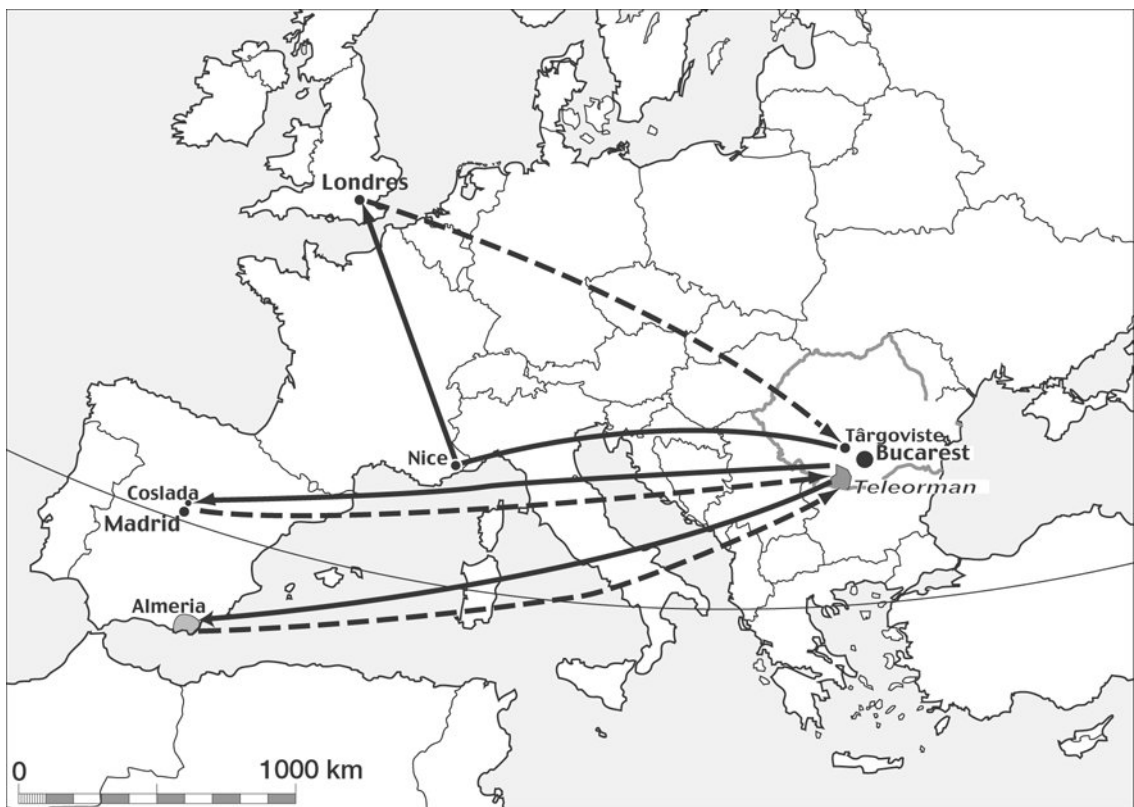 Londres
Târgoviste
Bucarest
Nice
Teleorman
Coslada
Madrid
Almeria
0
1000 km